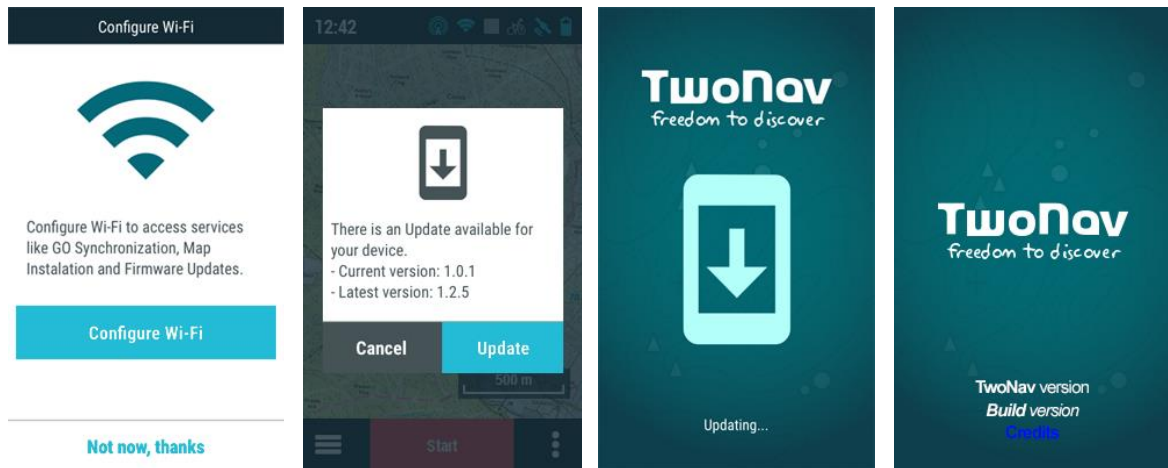 Configure Wi-Fi
Configure Wi-Fi to access services
like GO Synchronization, Map
Instalation and Firmware Updates.
Configure Wi-Fi
Not now, thanks
12:42
There is an Update available for
your device.
- Current version: 1.0.1
- Latest version: 1.2.5
Cancel
Update
500 m
Start
TwoNav
freedom to discover
Updating...
TwoNav
freedom to discover
TwoNav version
Build version
Credits